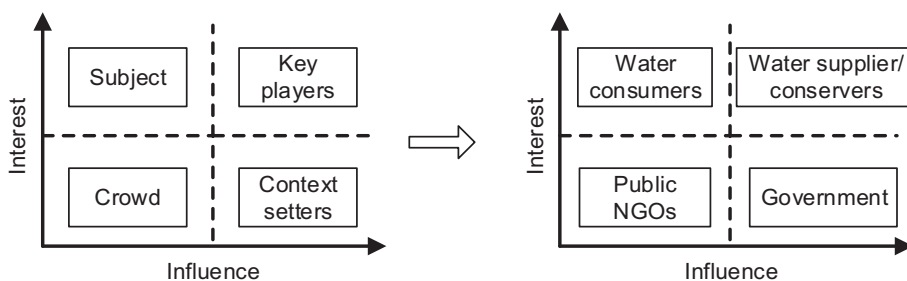 Interest
Subject
Key
players
Crowd
Context
setters
Influence
Interest
Water
consumers
Water supplier/
conservers
Public
NGOs
Government
Influence